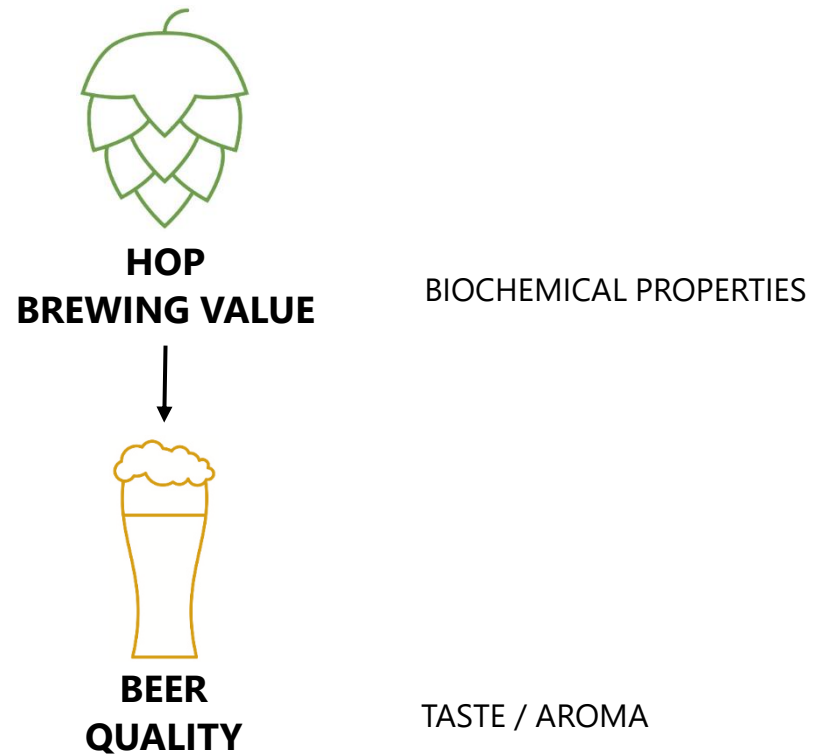 HOP
BREWING VALUE
BIOCHEMICAL PROPERTIES
BEER
QUALITY
TASTE / AROMA